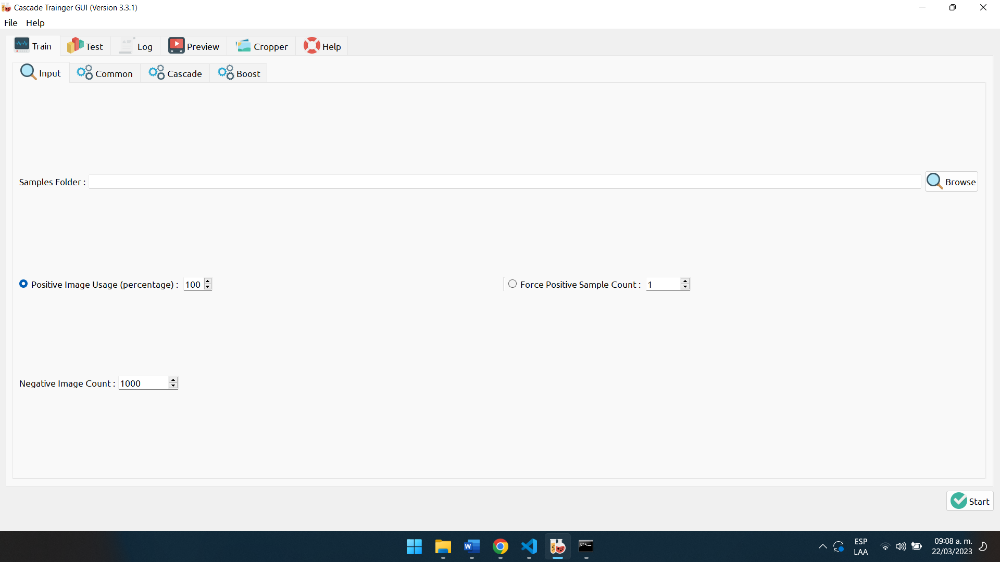 Cascade Trainger GUI (Version 3.3.1)
File Help
Train Test Log Preview Cropper Help
Input Common Cascade Boost
Samples Folder : Browse
Positive Image Usage (percentage) : 100 Force Positive Sample Count : 1
Negative Image Count : 1000
Start
ESP 09:08 a. m.
LAA 22/03/2023